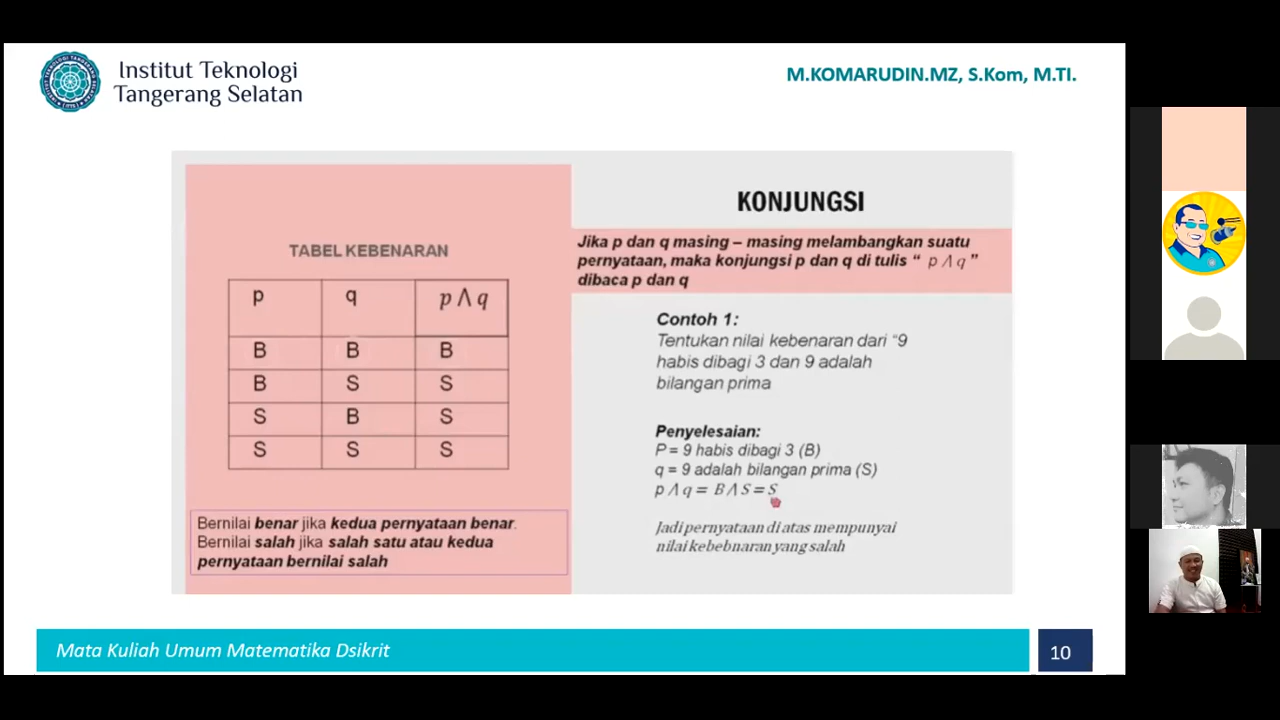 Institut Teknologi
Tangerang Selatan
M.KOMARUDIN.MZ, S.Kom, M.TI.
TABEL KEBENARAN
p q p ∧ q
B B B
B S S
S B S
S S S
Bernilai benar jika kedua pernyataan benar.
Bernilai salah jika salah satu atau kedua
pernyataan bernilai salah
KONJUNGSI
Jika p dan q masing – masing melambangkan suatu
pernyataan, maka konjungsi p dan q di tulis “ p ∧ q ”
dibaca p dan q
Contoh 1:
Tentukan nilai kebenaran dari “9
habis dibagi 3 dan 9 adalah
bilangan prima
Penyelesaian:
P = 9 habis dibagi 3 (B)
q = 9 adalah bilangan prima (S)
p ∧ q = B ∧ S = S
Jadi pernyataan di atas mempunyai
nilai kebebnaran yang salah
Mata Kuliah Umum Matematika Dsikrit
10